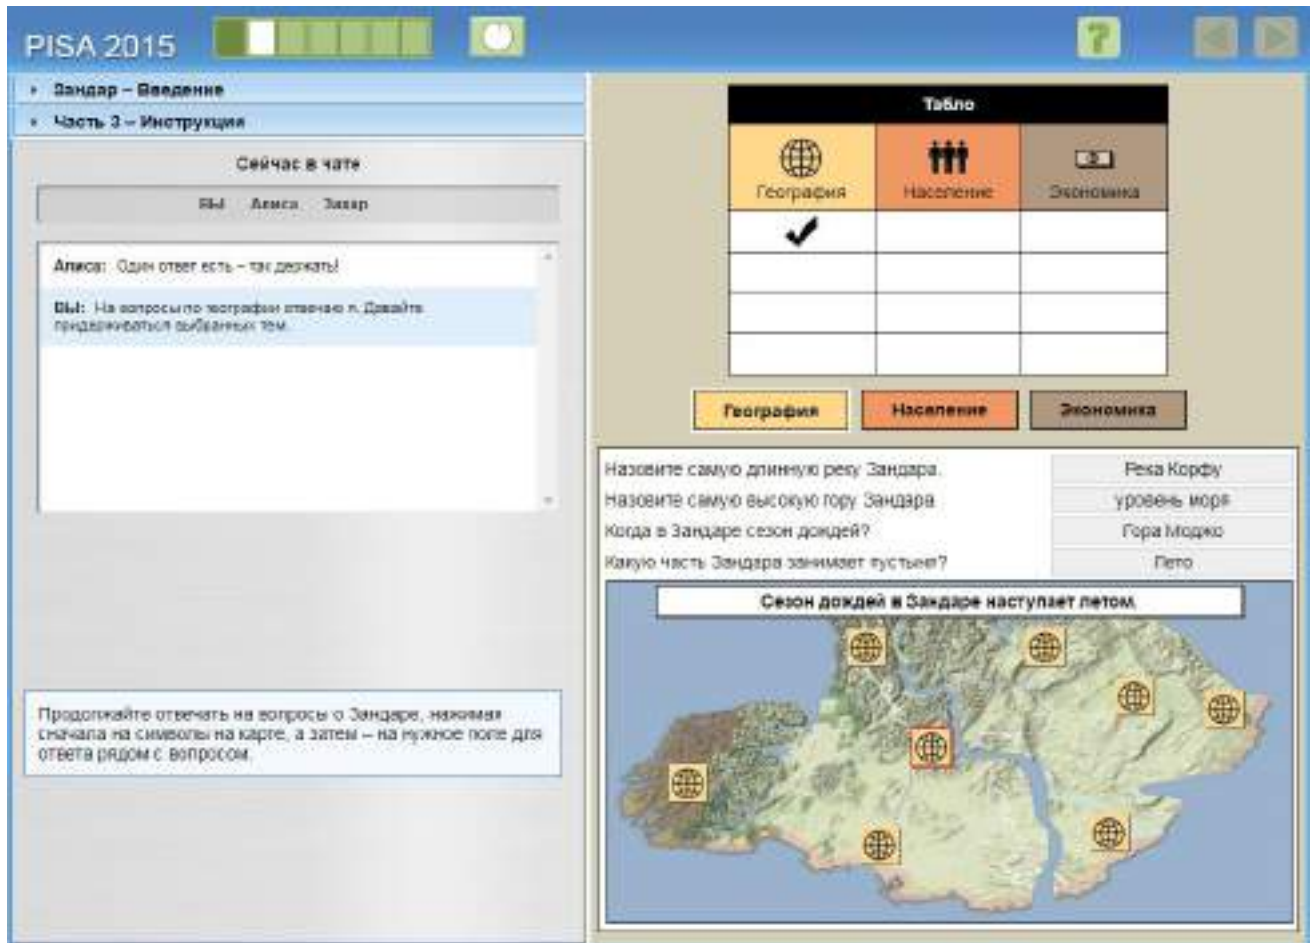 PISA 2015
Зандар – Введение
Часть 3 – Инструкции
Сейчас в чате
ВЫ Алиса Захар
Алиса: Один ответ есть – так держать!
ВЫ: На вопросы по географии отвечаю я. Давайте
придерживаться выбранных тем.
Продолжайте отвечать на вопросы о Зандаре, нажимая
сначала на символы на карте, а затем – на нужное поле для
ответа рядом с вопросом.
?
Табло
География Население Экономика
География Население Экономика
Назовите самую длинную реку Зандара. Река Корфу
Назовите самую высокую гору Зандара уровень моря
Когда в Зандаре сезон дождей? Гора Моджо
Какую часть Зандара занимает пустыня? Лето
Сезон дождей в Зандаре наступает летом.